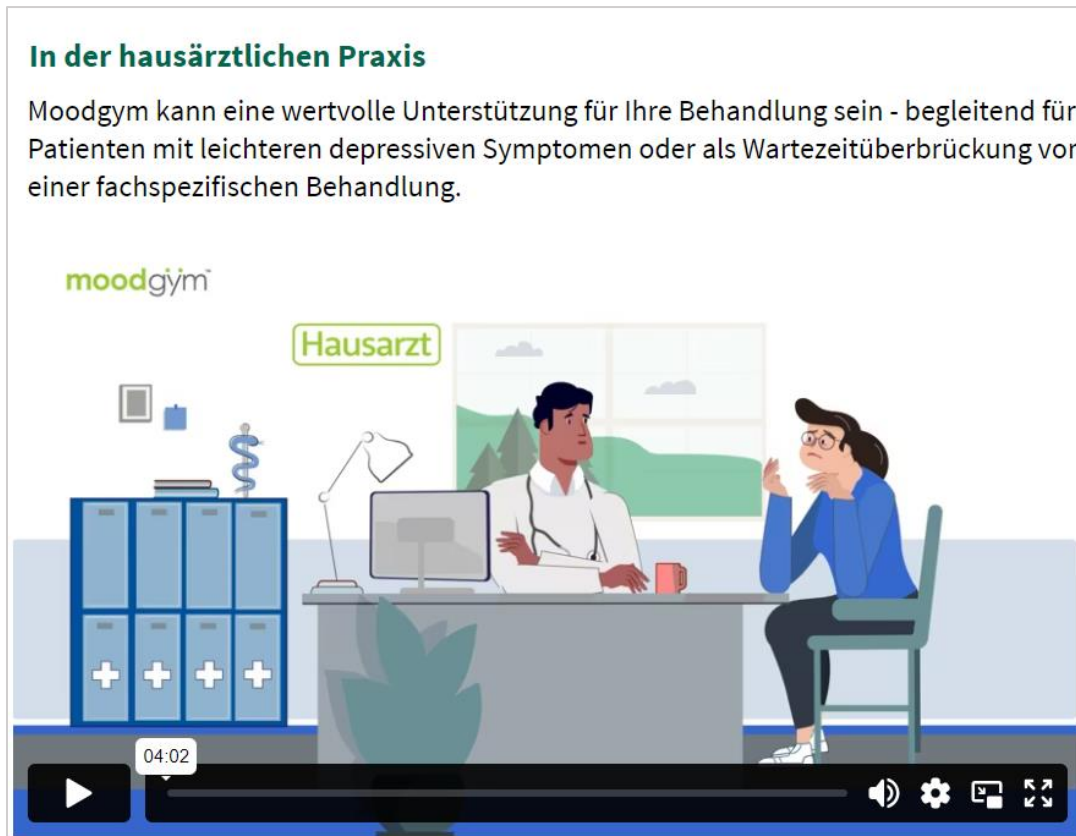 In der hausärztlichen Praxis
Moodgym kann eine wertvolle Unterstützung für Ihre Behandlung sein - begleitend für
Patienten mit leichteren depressiven Symptomen oder als Wartezeitüberbrückung vor
einer fachspezifischen Behandlung.
moodgÿm™
Hausarzt
04:02